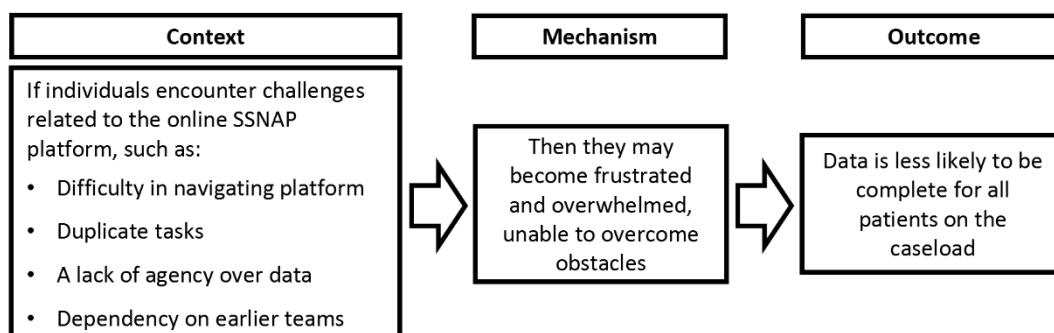 Context
If individuals encounter challenges
related to the online SSNAP
platform, such as:
• Difficulty in navigating platform
• Duplicate tasks
• A lack of agency over data
• Dependency on earlier teams
Mechanism
Then they may
become frustrated
and overwhelmed,
unable to overcome
obstacles
Outcome
Data is less likely to be
complete for all
patients on the
caseload